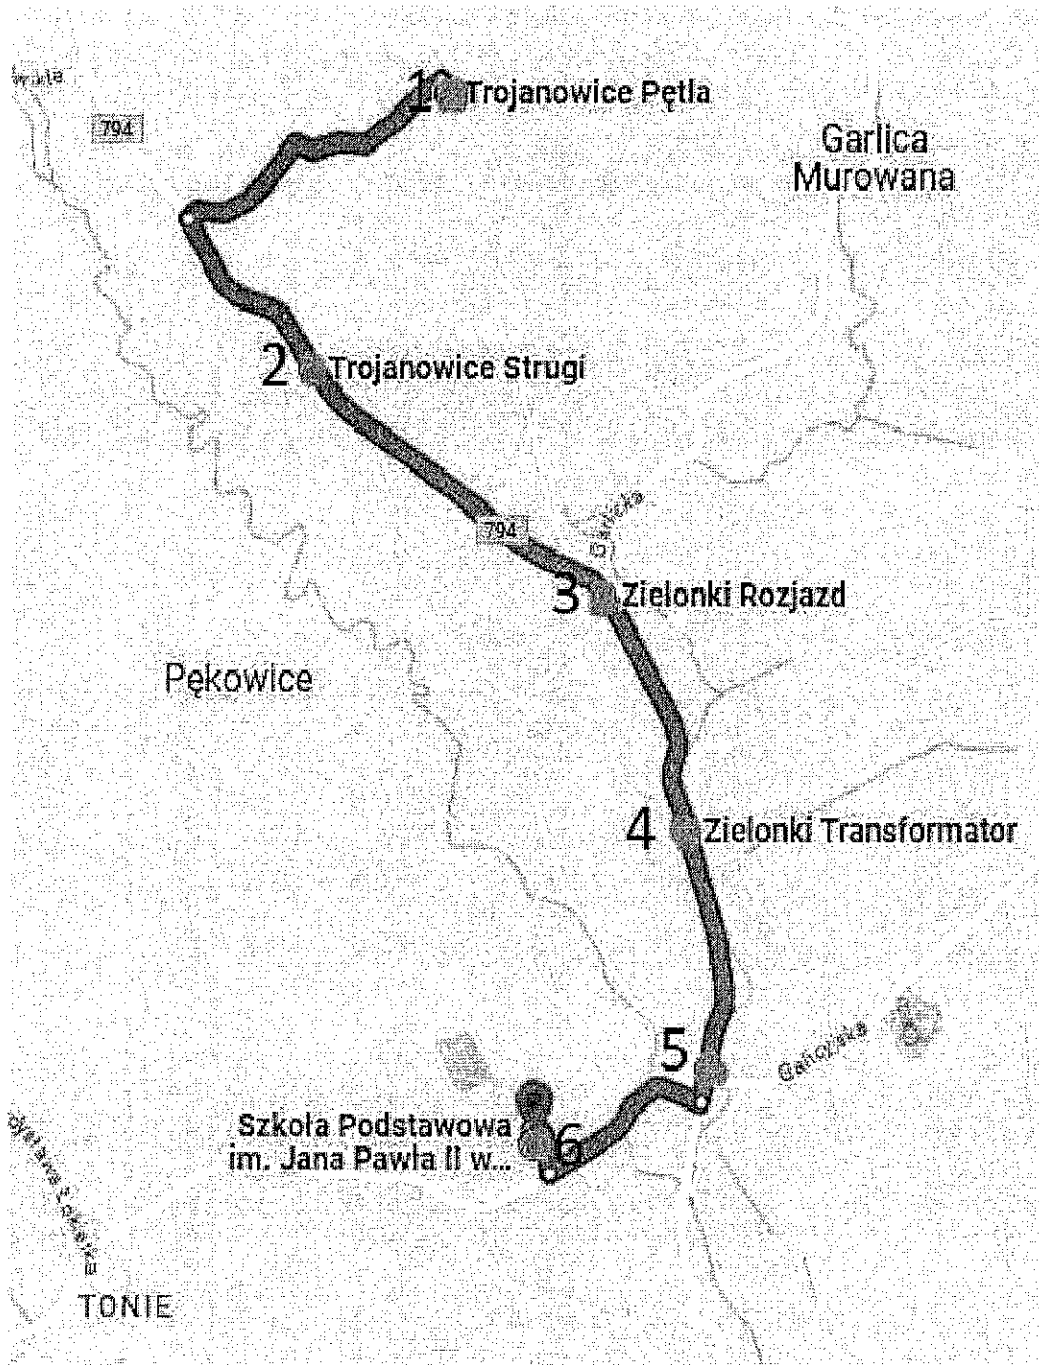 794
1
Trojanowice Pętla
Garlica
Murowana
2
Trojanowice Strugi
794
3
Zielonki Rozjazd
Pękowice
4
Zielonki Transformator
5
Szkoła Podstawowa
im. Jana Pawła II w...
6
TONIE